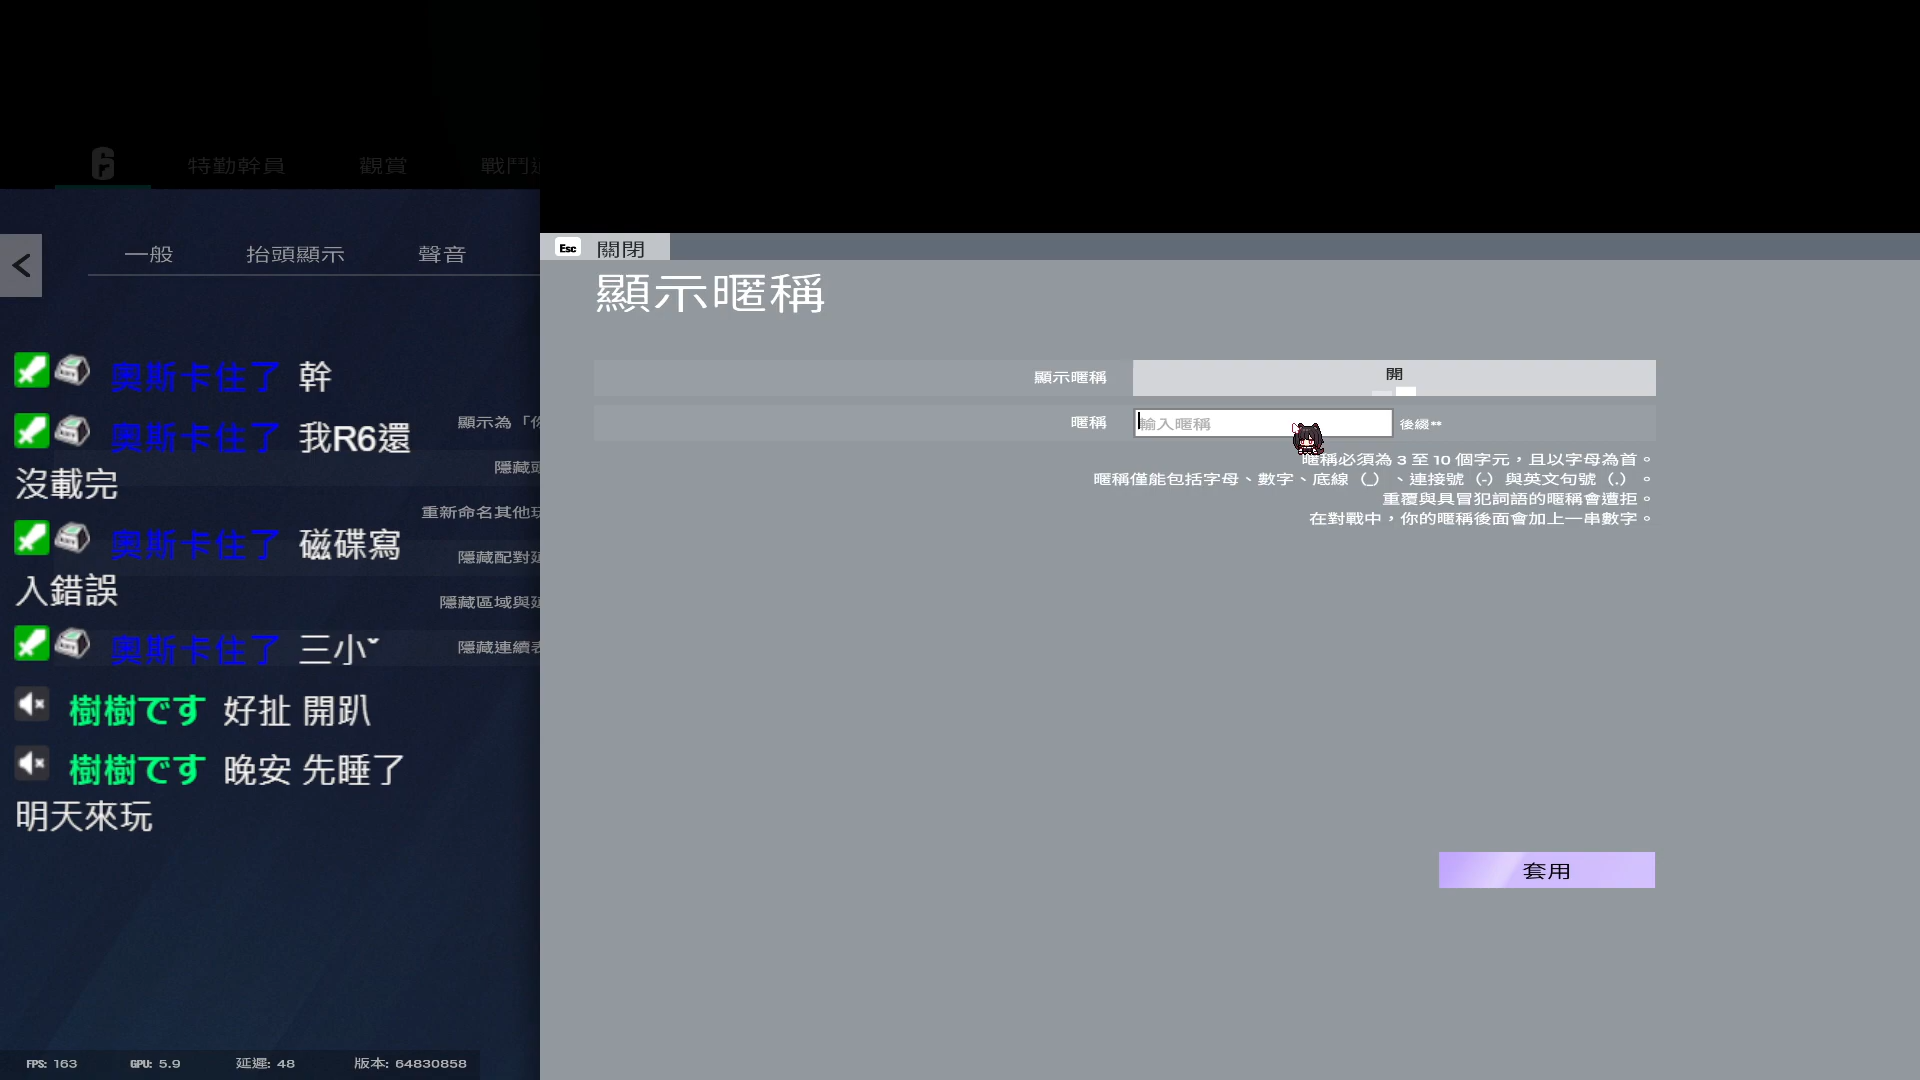 特勤幹員 觀賞 戰鬥
一般 抬頭顯示 聲音
Esc 關閉
顯示暱稱
顯示暱稱 開
暱稱 輸入暱稱 後綴**
暱稱必須為 3 至 10 個字元，且以字母為首。
暱稱僅能包括字母、數字、底線（_）、連接號（-）與英文句號（.）。
重覆與具冒犯詞語的暱稱會遭拒。
在對戰中，你的暱稱後面會加上一串數字。
套用
顯示為「你
隱藏
重新命名其他
隱藏配對
隱藏區域與
隱藏連續
奧斯卡住了 幹
奧斯卡住了 我R6還
沒載完
奧斯卡住了 磁碟寫
入錯誤
奧斯卡住了 三小ˇ
樹樹です 好扯 開趴
樹樹です 晚安 先睡了
明天來玩
FPS: 163 GPU: 5.9 延遲: 48 版本: 64830858